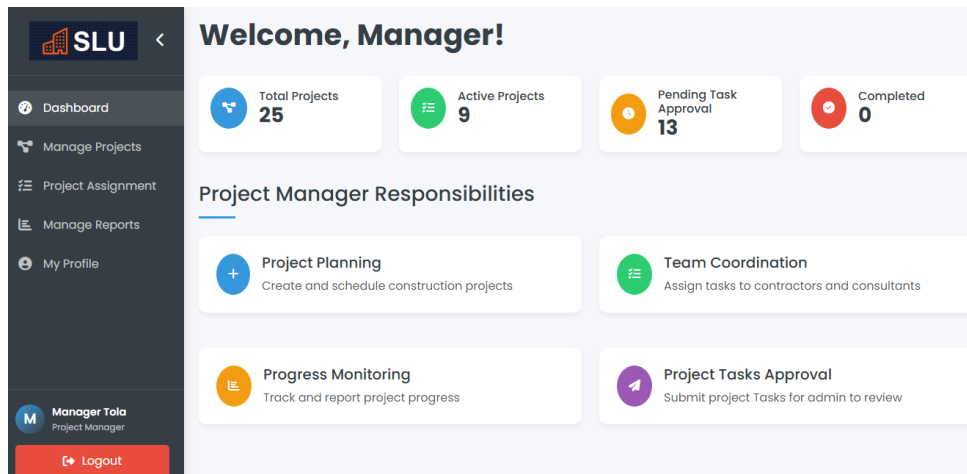 SLU
Dashboard
Manage Projects
Project Assignment
Manage Reports
My Profile
M
Manager Tola
Project Manager
Logout
Welcome, Manager!
Total Projects
25
Active Projects
9
Pending Task
Approval
13
Completed
0
Project Manager Responsibilities
Project Planning
Create and schedule construction projects
Team Coordination
Assign tasks to contractors and consultants
Progress Monitoring
Track and report project progress
Project Tasks Approval
Submit project Tasks for admin to review